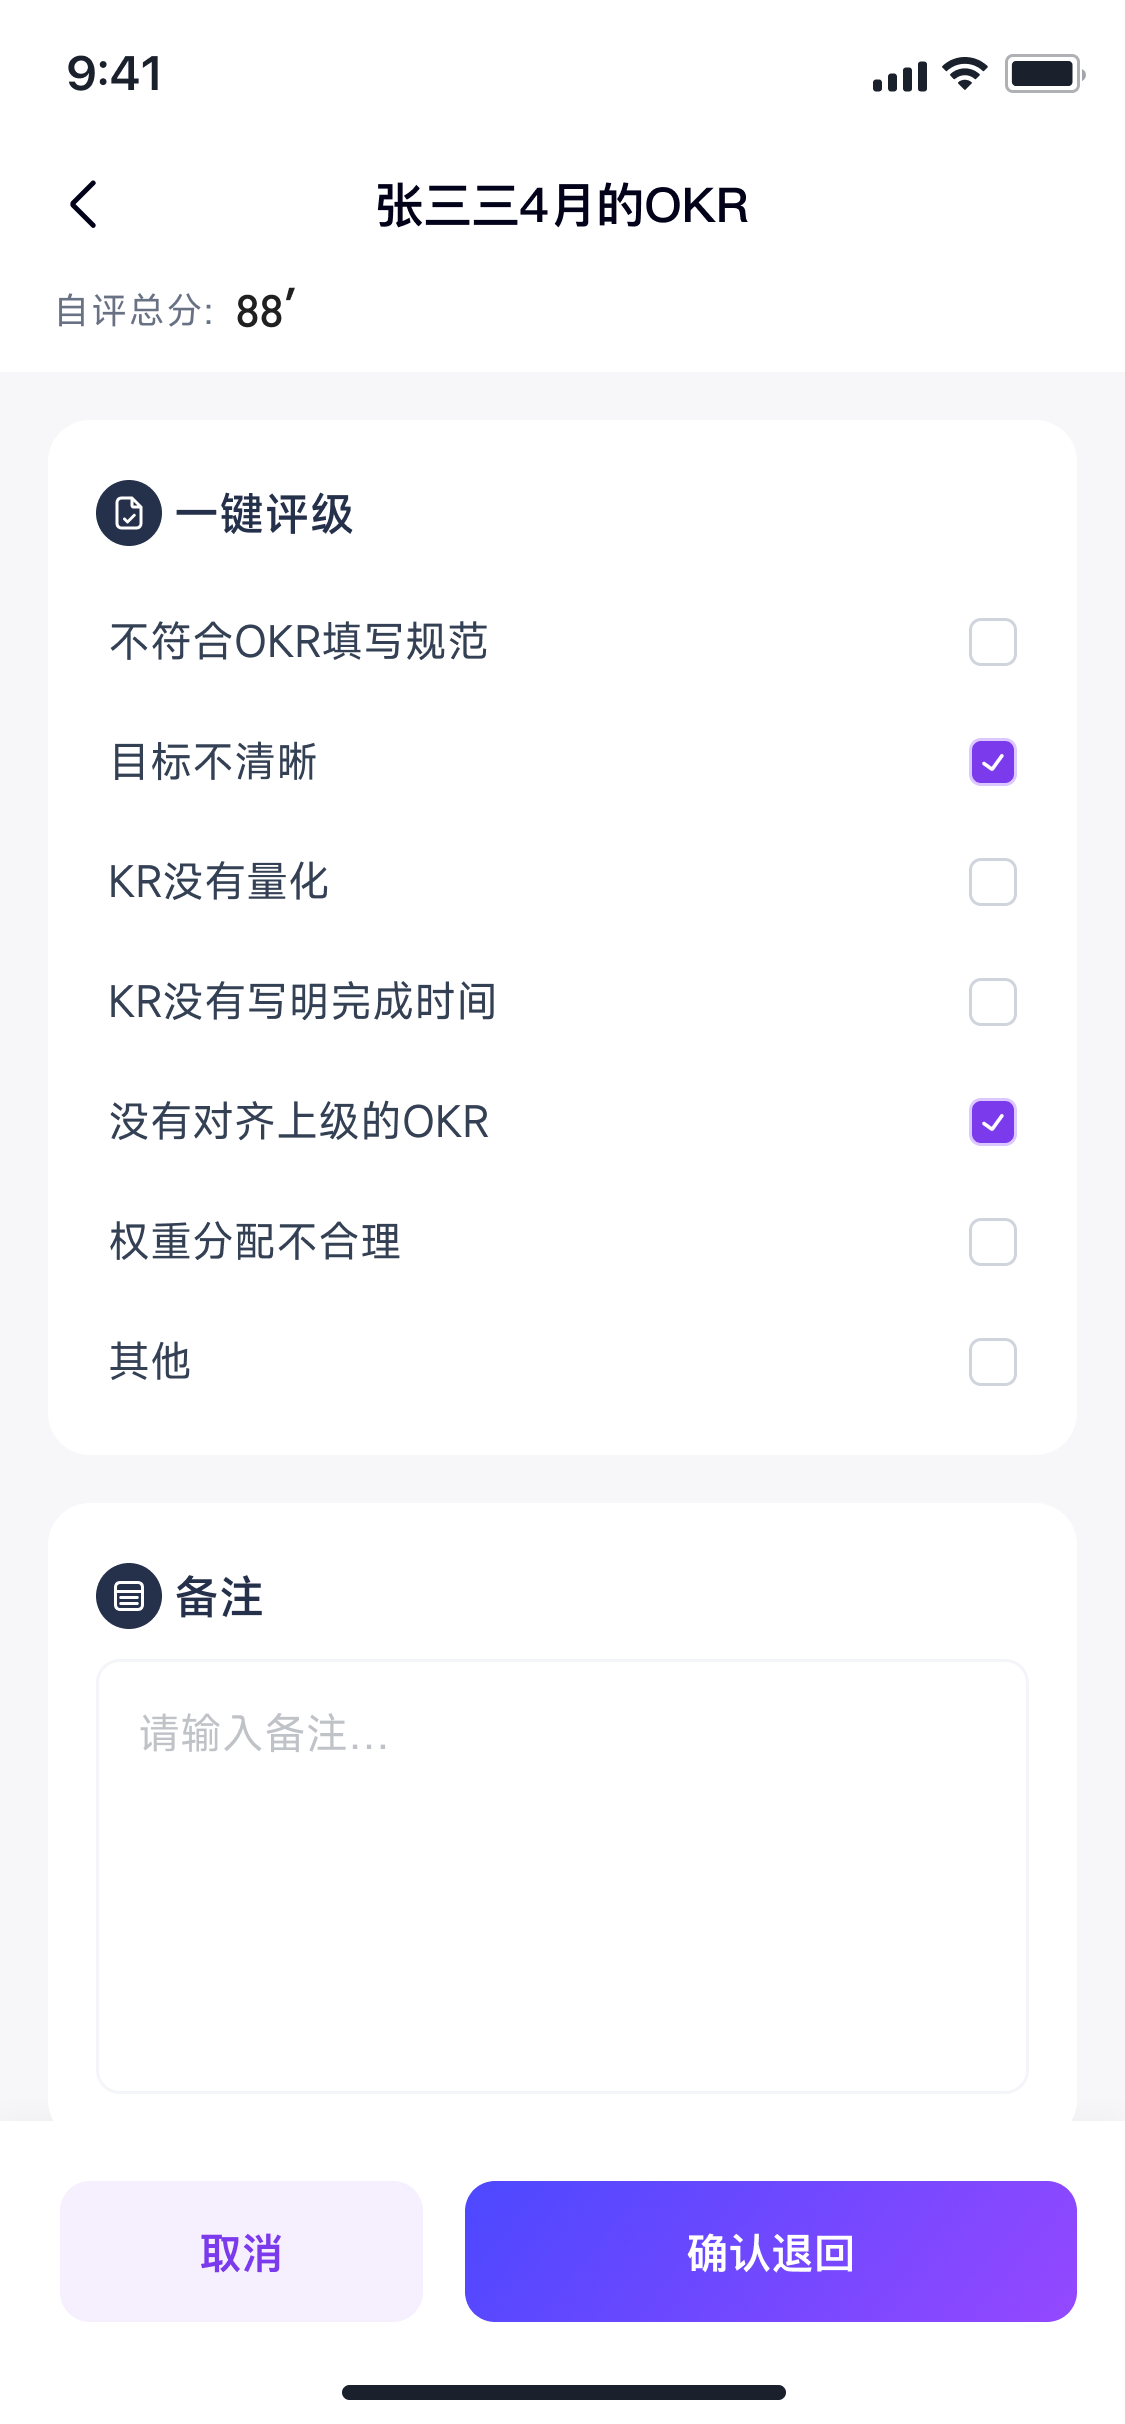 9:41
张三三4月的OKR
自评总分: 88′
一键评级
不符合OKR填写规范
目标不清晰
KR没有量化
KR没有写明完成时间
没有对齐上级的OKR
权重分配不合理
其他
备注
请输入备注...
取消
确认退回